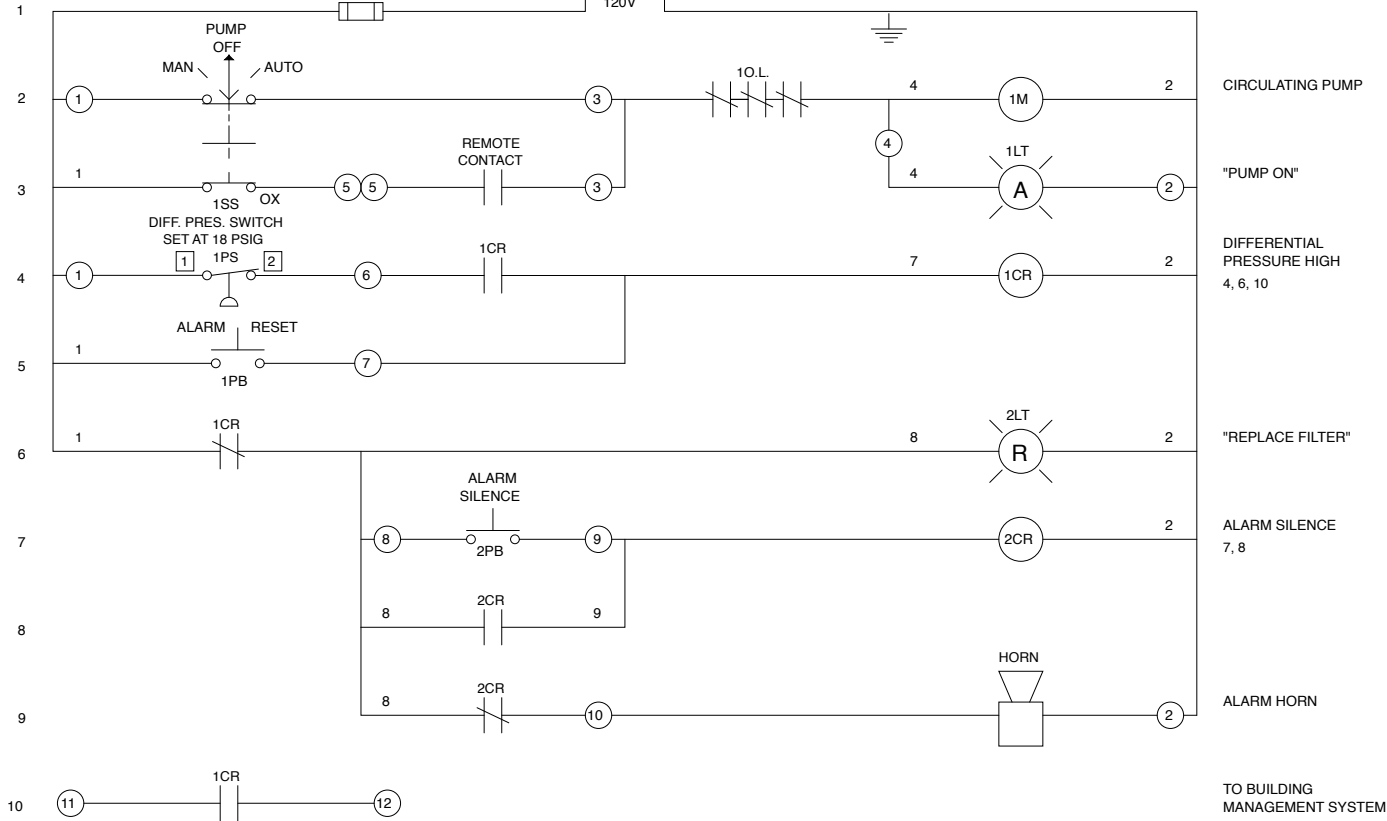 1
120V
PUMP
OFF
MAN
AUTO
2
1
3
1O.L.
4
1M
2
CIRCULATING PUMP
4
REMOTE
CONTACT
1LT
3
1
5
5
3
4
A
2
"PUMP ON"
1SS
OX
DIFF. PRES. SWITCH
SET AT 18 PSIG
1
1PS
2
1CR
4
1
6
7
1CR
2
DIFFERENTIAL
PRESSURE HIGH
4, 6, 10
ALARM
RESET
5
1
7
1PB
1CR
2LT
6
1
8
R
2
"REPLACE FILTER"
ALARM
SILENCE
7
8
2PB
9
2CR
2
ALARM SILENCE
7, 8
8
8
2CR
9
HORN
9
8
2CR
10
2
ALARM HORN
10
11
1CR
12
TO BUILDING
MANAGEMENT SYSTEM